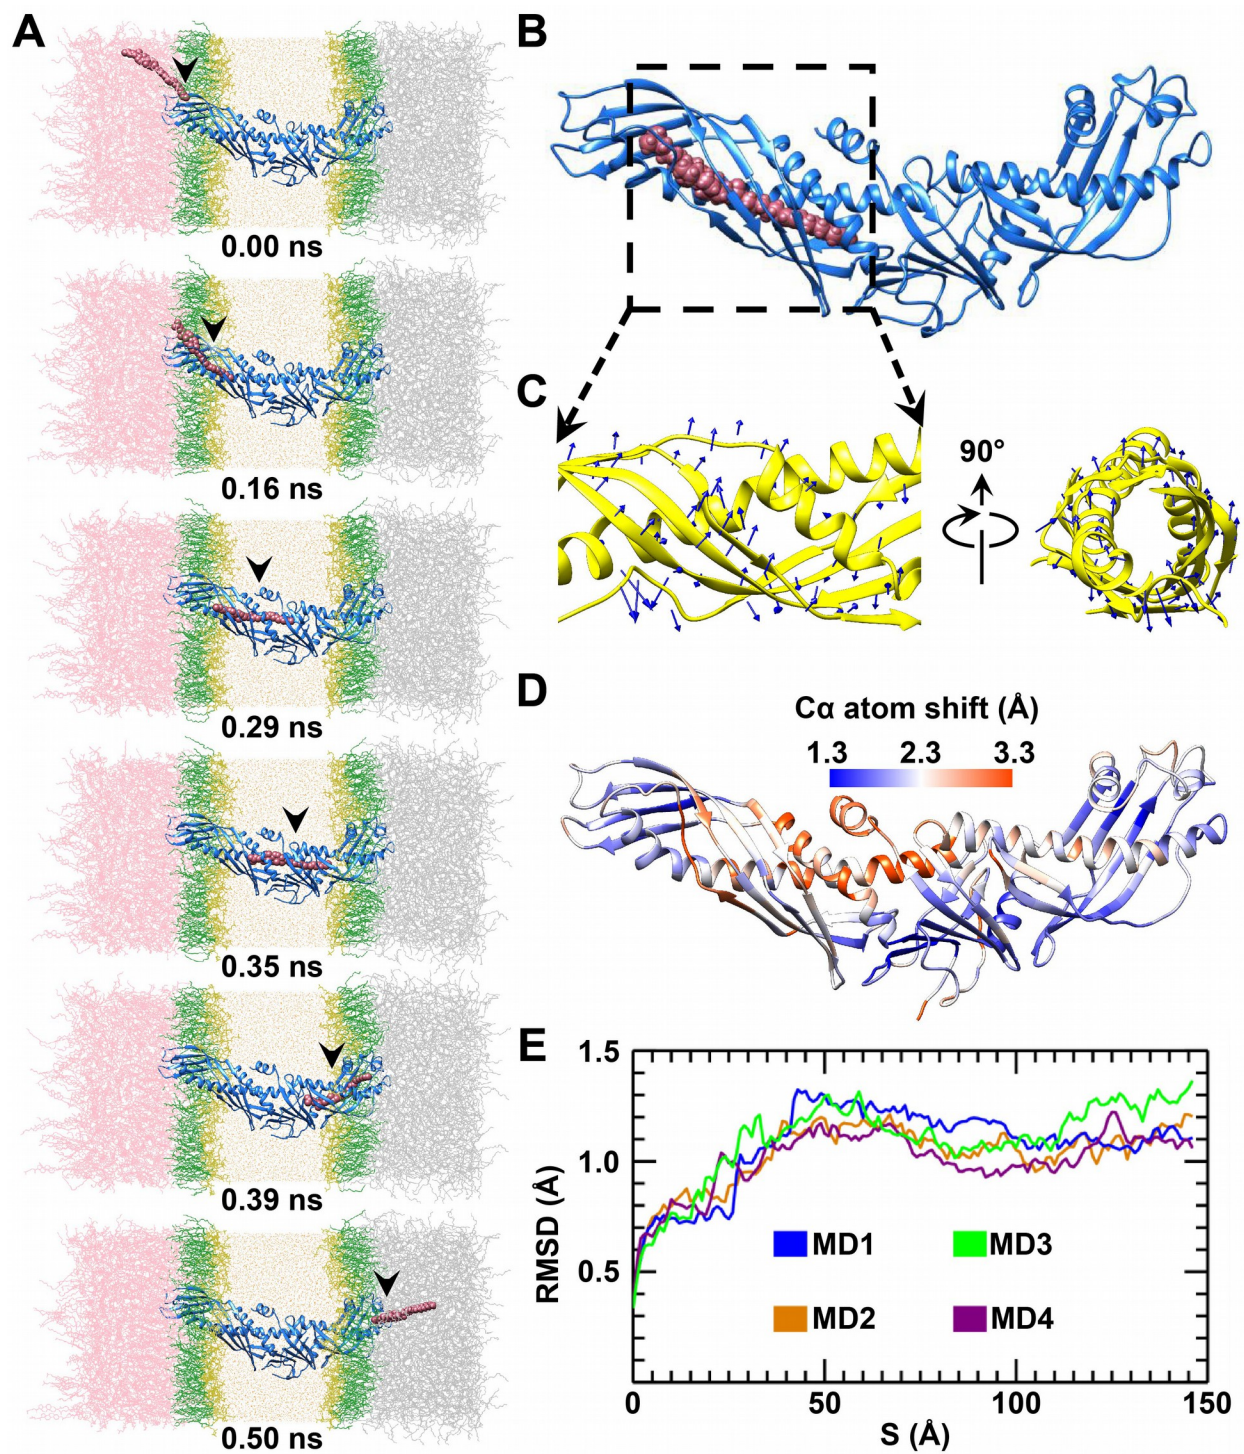 A
0.00 ns
0.16 ns
0.29 ns
0.35 ns
0.39 ns
0.50 ns
B
C
90°
D
Cα atom shift (Å)
1.3 2.3 3.3
E
1.5
1.0
0.5
RMSD (Å)
MD1 MD3
MD2 MD4
0 50 100 150
S (Å)